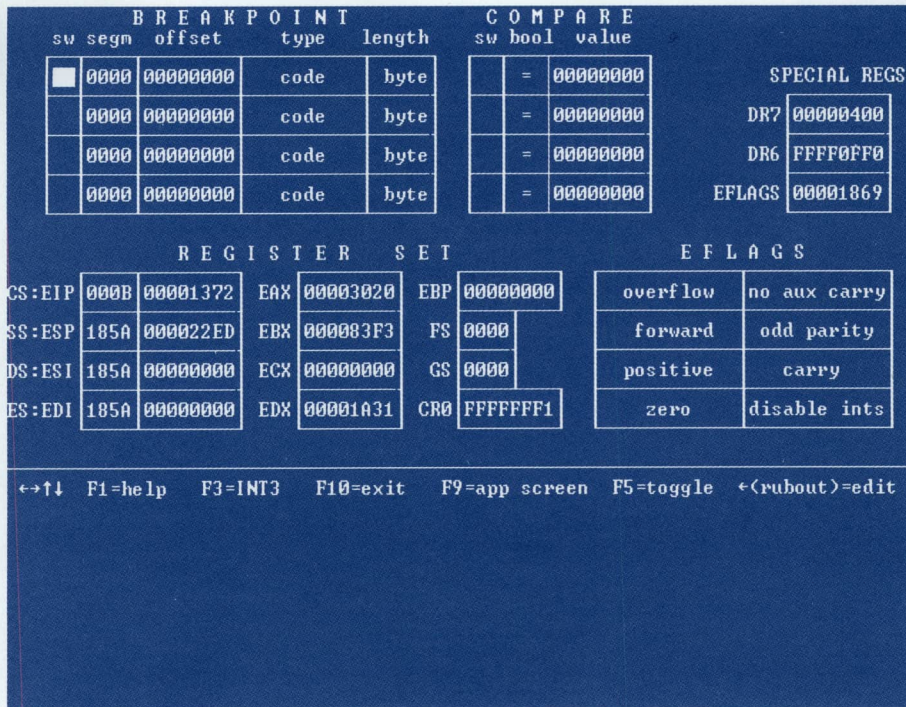 B R E A K P O I N T C O M P A R E
sw segm offset type length sw bool value
0000 00000000 code byte = 00000000 SPECIAL REGS
0000 00000000 code byte = 00000000 DR7 00000400
0000 00000000 code byte = 00000000 DR6 FFFF0FF0
0000 00000000 code byte = 00000000 EFLAGS 00001869
R E G I S T E R S E T E F L A G S
CS:EIP 000B 00001372 EAX 00003020 EBP 00000000 overflow no aux carry
SS:ESP 185A 000022ED EBX 000083F3 FS 0000 forward odd parity
DS:ESI 185A 00000000 ECX 00000000 GS 0000 positive carry
ES:EDI 185A 00000000 EDX 00001A31 CR0 FFFFFFF1 zero disable ints
←→↑↓ F1=help F3=INT3 F10=exit F9=app screen F5=toggle ←(rubout)=edit